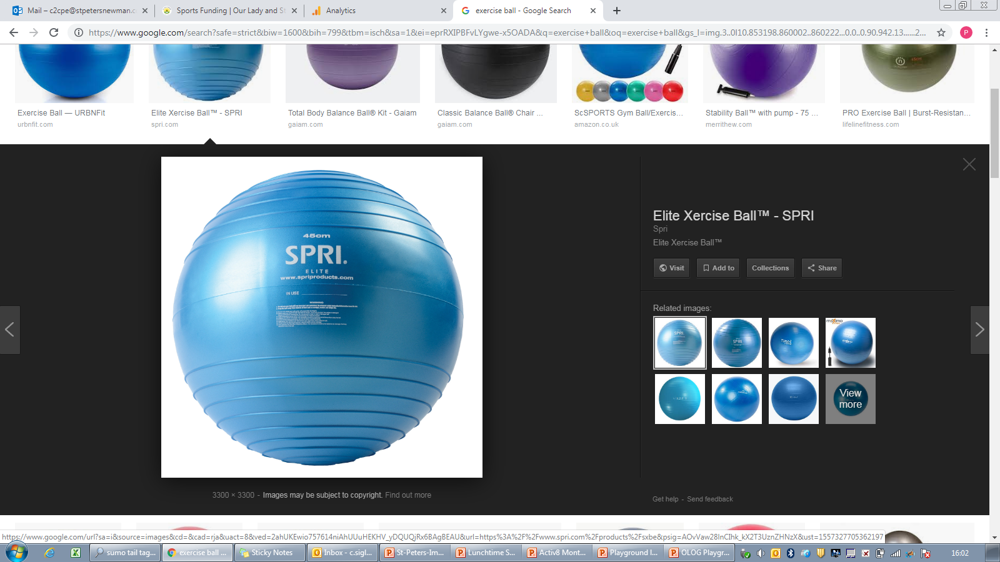 Mail – c2cpe@stpetersnewman.c
Sports Funding | Our Lady and St
Analytics
exercise ball - Google Search
https://www.google.com/search?safe=strict&biw=1600&bih=799&tbm=isch&sa=1&ei=eprRXIPBFvLYgwe-x5OADA&q=exercise+ball&oq=exercise+ball&gs_l=img.3..0l10.853198.860002..860222...0.0..0.90.942.13......2...
P
Exercise Ball — URBNFit
urbnfit.com
Elite Xercise Ball™ - SPRI
spri.com
Total Body Balance Ball® Kit - Gaiam
gaiam.com
Classic Balance Ball® Chair ...
gaiam.com
ScSPORTS Gym Ball/Exercis...
amazon.co.uk
Stability Ball™ with pump - 75 ...
merrithew.com
PRO Exercise Ball | Burst-Resistan...
lifelinefitness.com
45cm
SPRI.
ELITE
www.spriproducts.com
IN USE
WARNING
Elite Xercise Ball™ - SPRI
Spri
Elite Xercise Ball™
Visit
Add to
Collections
Share
Related images:
View
more
3300 × 3300 - Images may be subject to copyright. Find out more
Get help - Send feedback
https://www.google.com/url?sa=i&source=images&cd=&cad=rja&uact=8&ved=2ahUKEwio757614niAhUUuHEKHV_yDQUQjRx6BAgBEAU&url=https%3A%2F%2Fwww.spri.com%2Fproducts%2Fsxbe&psig=AOvVaw28lnCIhk_kX2T3UznZHNzX&ust=1557327705362197
sumo tail tag...
exercise ball ...
Sticky Notes
Inbox - c.sigl...
St-Peters-Im...
Lunchtime S...
Activ8 Mont...
Playground l...
OLOG Playgr...
16:02